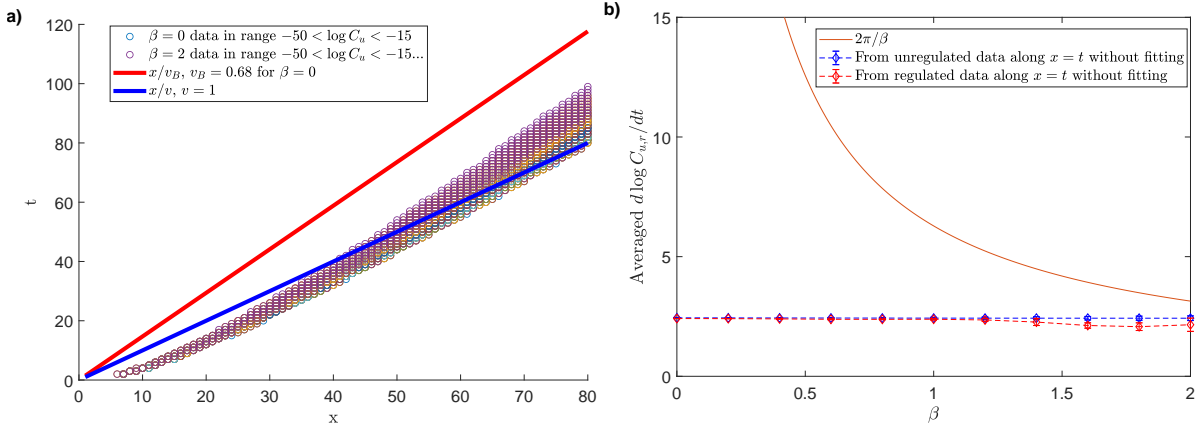 a)
120
100
80
60
40
20
0
t
0 10 20 30 40 50 60 70 80
x
β = 0 data in range −50 < log C_u < −15
β = 2 data in range −50 < log C_u < −15...
x/v_B, v_B = 0.68 for β = 0
x/v, v = 1
b)
15
10
5
0
Averaged d log C_{u,r}/dt
0 0.5 1 1.5 2
β
2π/β
From unregulated data along x = t without fitting
From regulated data along x = t without fitting